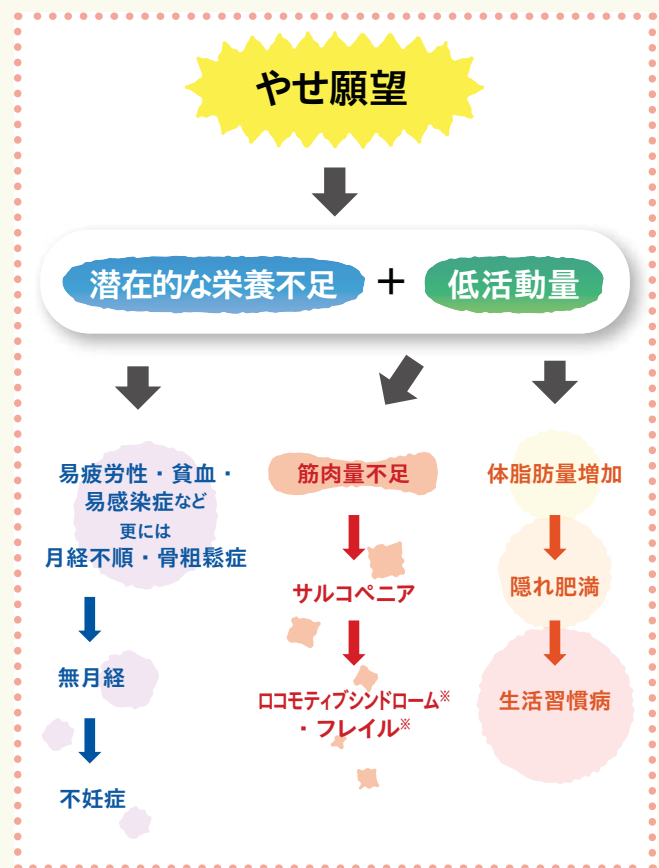 やせ願望
潜在的な栄養不足 + 低活動量
易疲労性・貧血・
易感染症など
更には
月経不順・骨粗鬆症
無月経
不妊症
筋肉量不足
サルコペニア
ロコモティブシンドローム※
・フレイル※
体脂肪量増加
隠れ肥満
生活習慣病